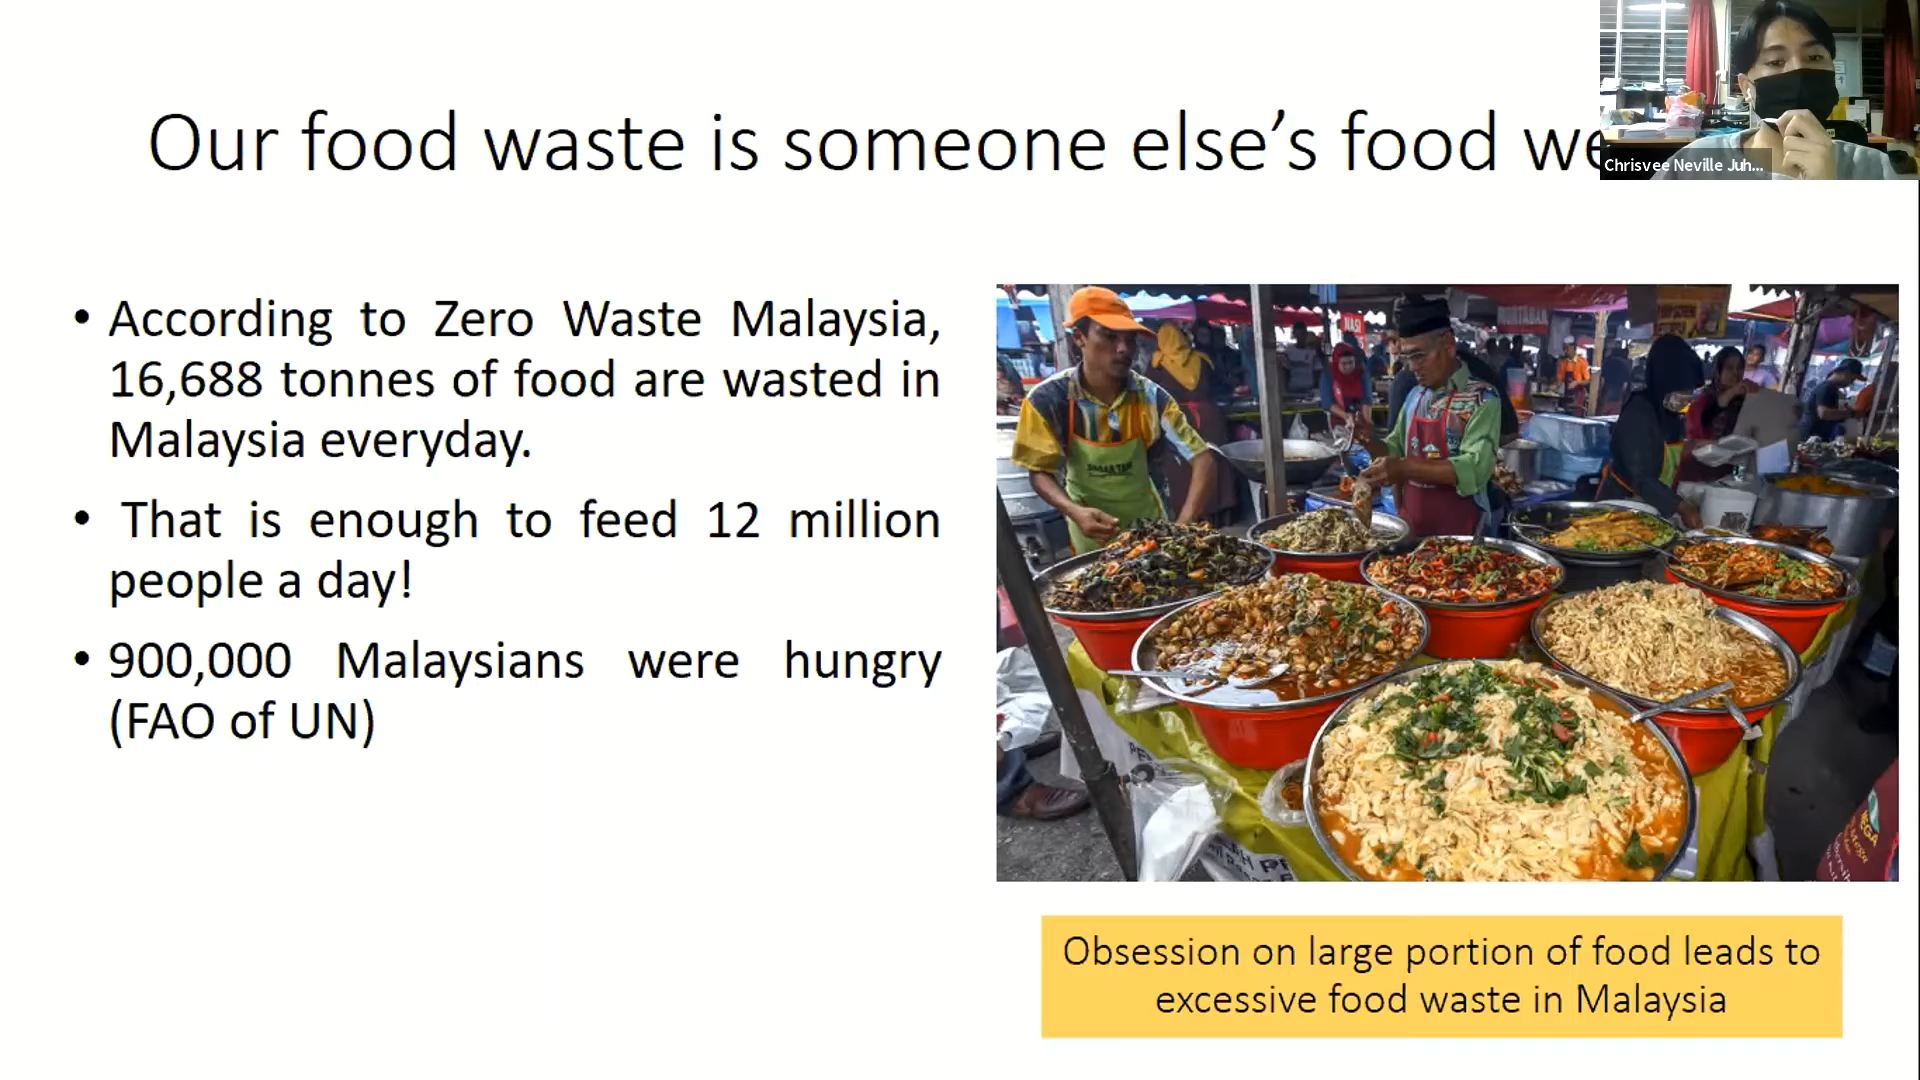 Our food waste is someone else’s food we
Chrisvee Neville Juh...
• According to Zero Waste Malaysia,
16,688 tonnes of food are wasted in
Malaysia everyday.
• That is enough to feed 12 million
people a day!
• 900,000 Malaysians were hungry
(FAO of UN)
NASI
Obsession on large portion of food leads to
excessive food waste in Malaysia